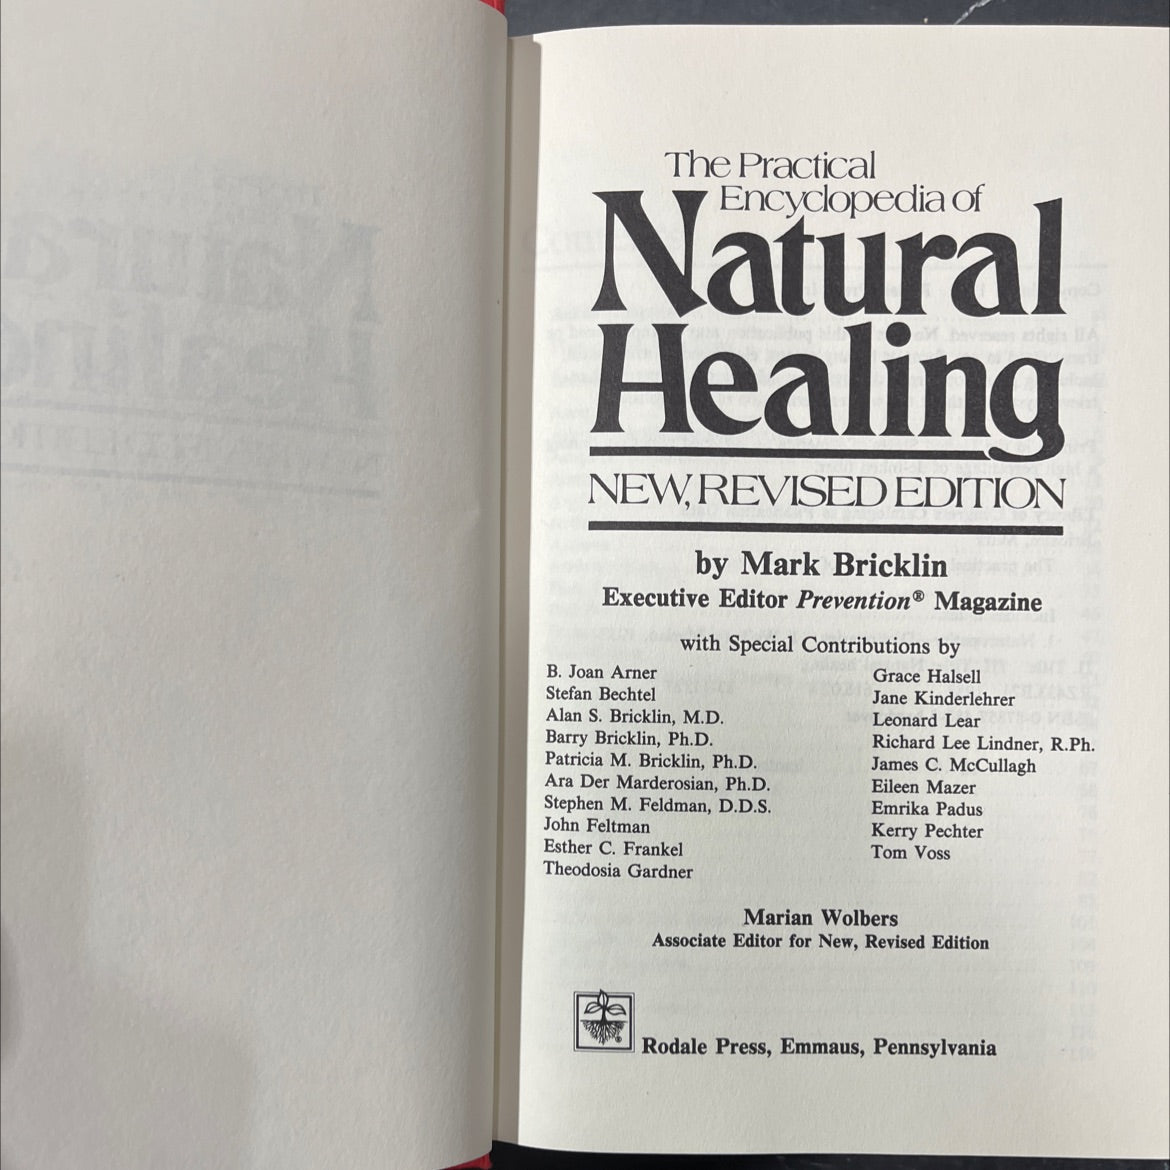 The Practical
Encyclopedia of
Natural
Healing
NEW, REVISED EDITION
by Mark Bricklin
Executive Editor Prevention® Magazine
with Special Contributions by
B. Joan Arner
Stefan Bechtel
Alan S. Bricklin, M.D.
Barry Bricklin, Ph.D.
Patricia M. Bricklin, Ph.D.
Ara Der Marderosian, Ph.D.
Stephen M. Feldman, D.D.S.
John Feltman
Esther C. Frankel
Theodosia Gardner
Grace Halsell
Jane Kinderlehrer
Leonard Lear
Richard Lee Lindner, R.Ph.
James C. McCullagh
Eileen Mazer
Emrika Padus
Kerry Pechter
Tom Voss
Marian Wolbers
Associate Editor for New, Revised Edition
Rodale Press, Emmaus, Pennsylvania